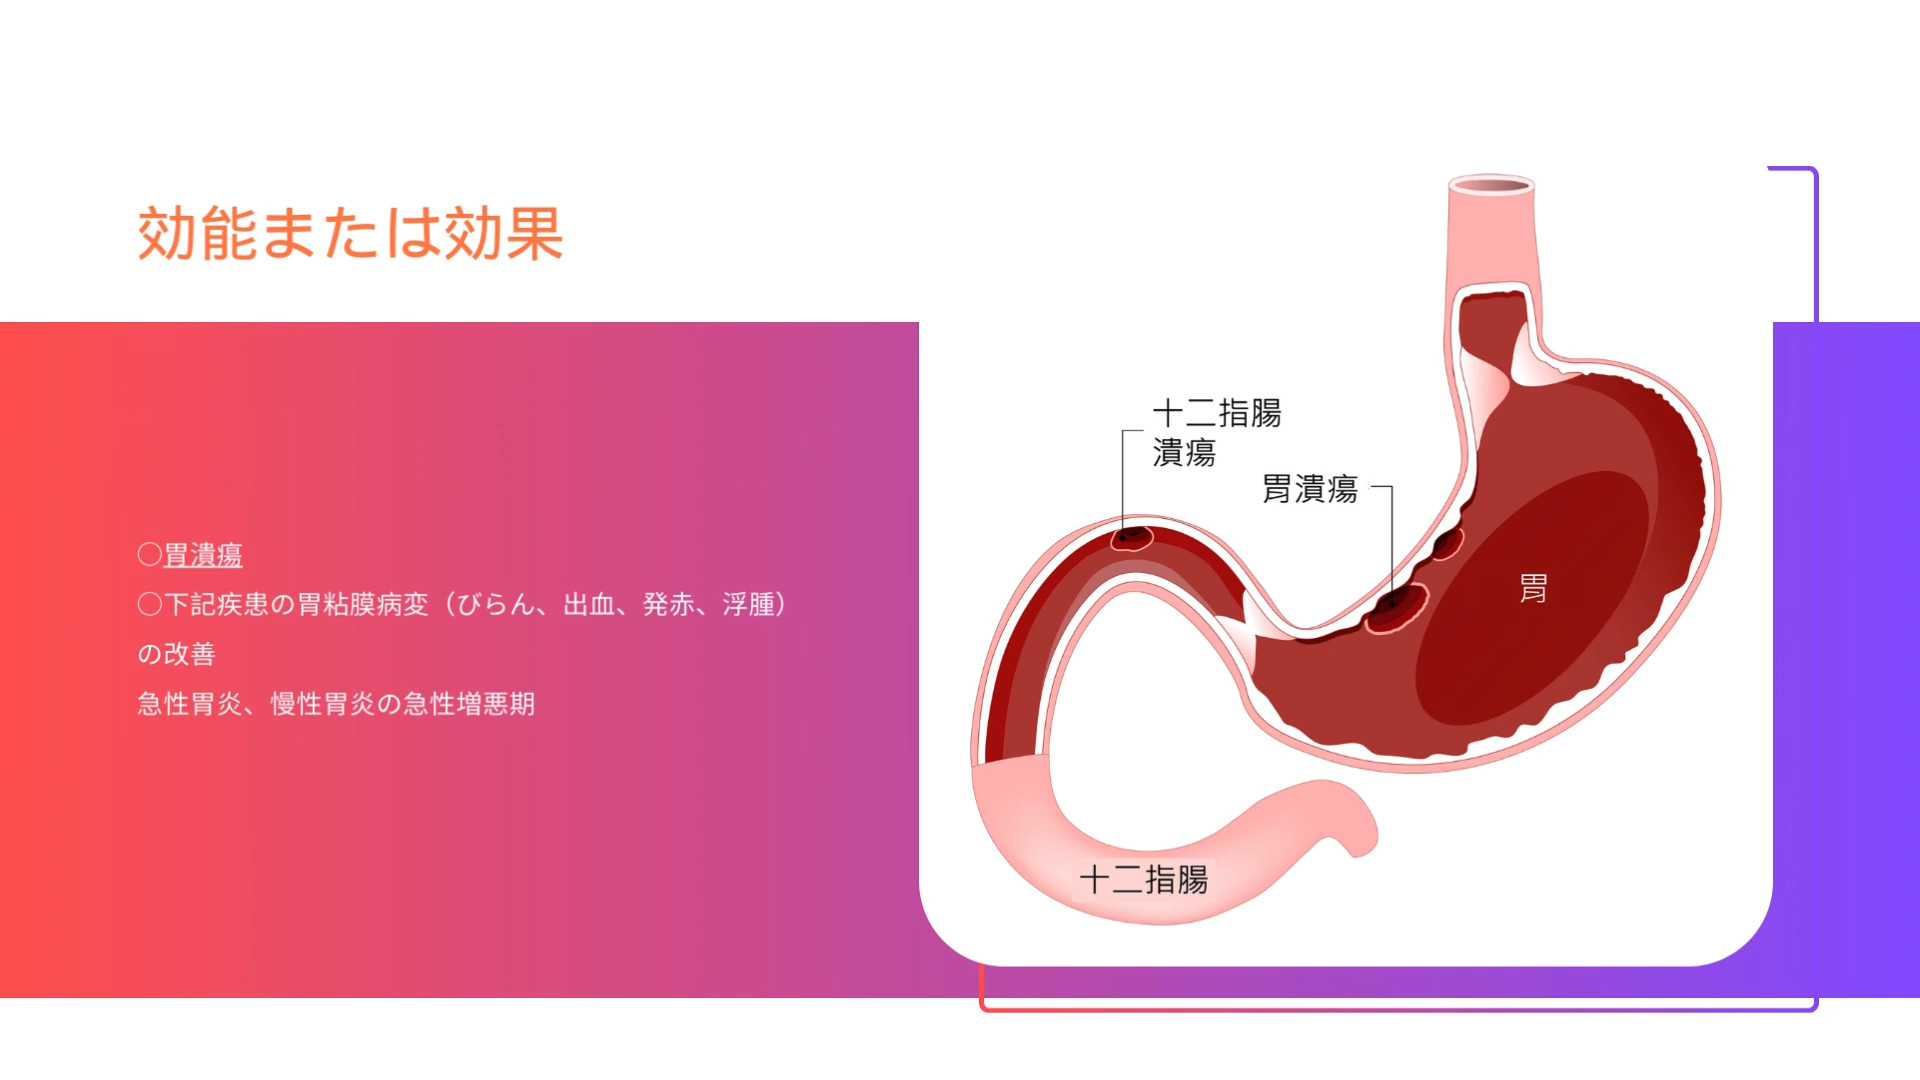 効能または効果
○胃潰瘍
○下記疾患の胃粘膜病変（びらん、出血、発赤、浮腫）
の改善
急性胃炎、慢性胃炎の急性増悪期
十二指腸
潰瘍
胃潰瘍
胃
十二指腸